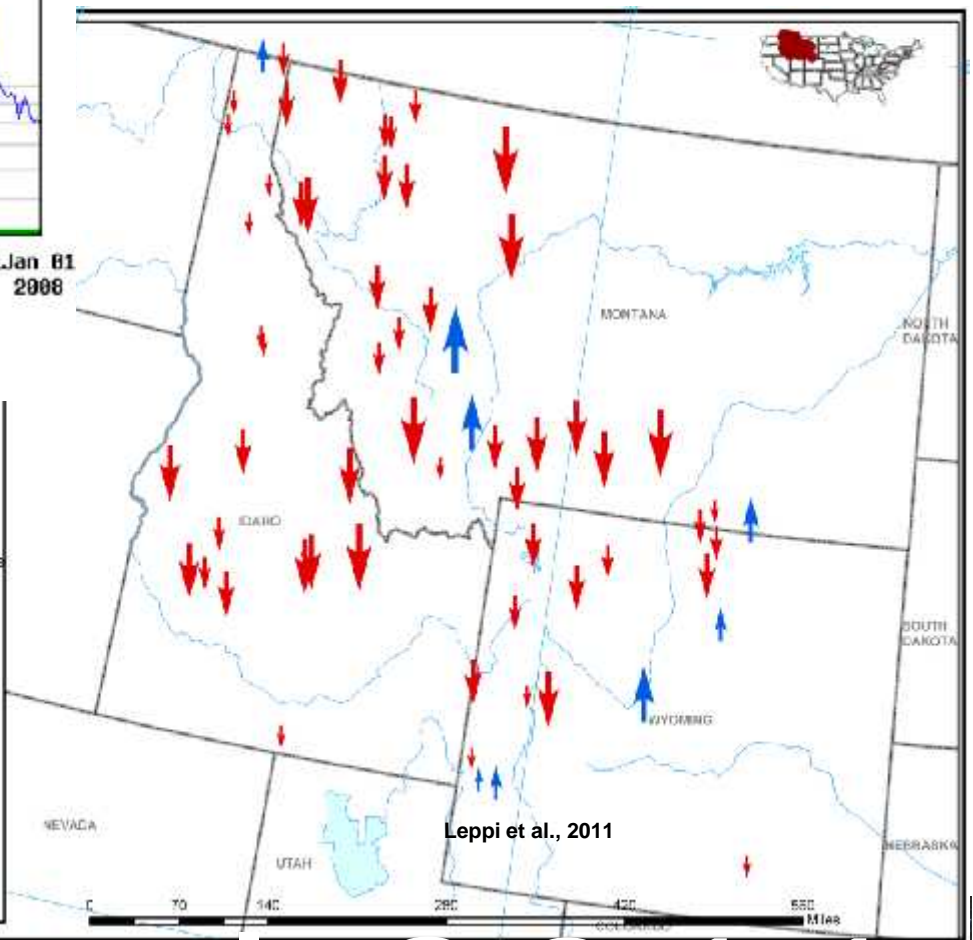 Jan 01
2008
MONTANA
NORTH
DAKOTA
IDAHO
SOUTH
DAKOTA
WYOMING
Leppi et al., 2011
NEVADA
UTAH
NEBRASKA
0 70 140 280 420 560
Miles
COLORADO